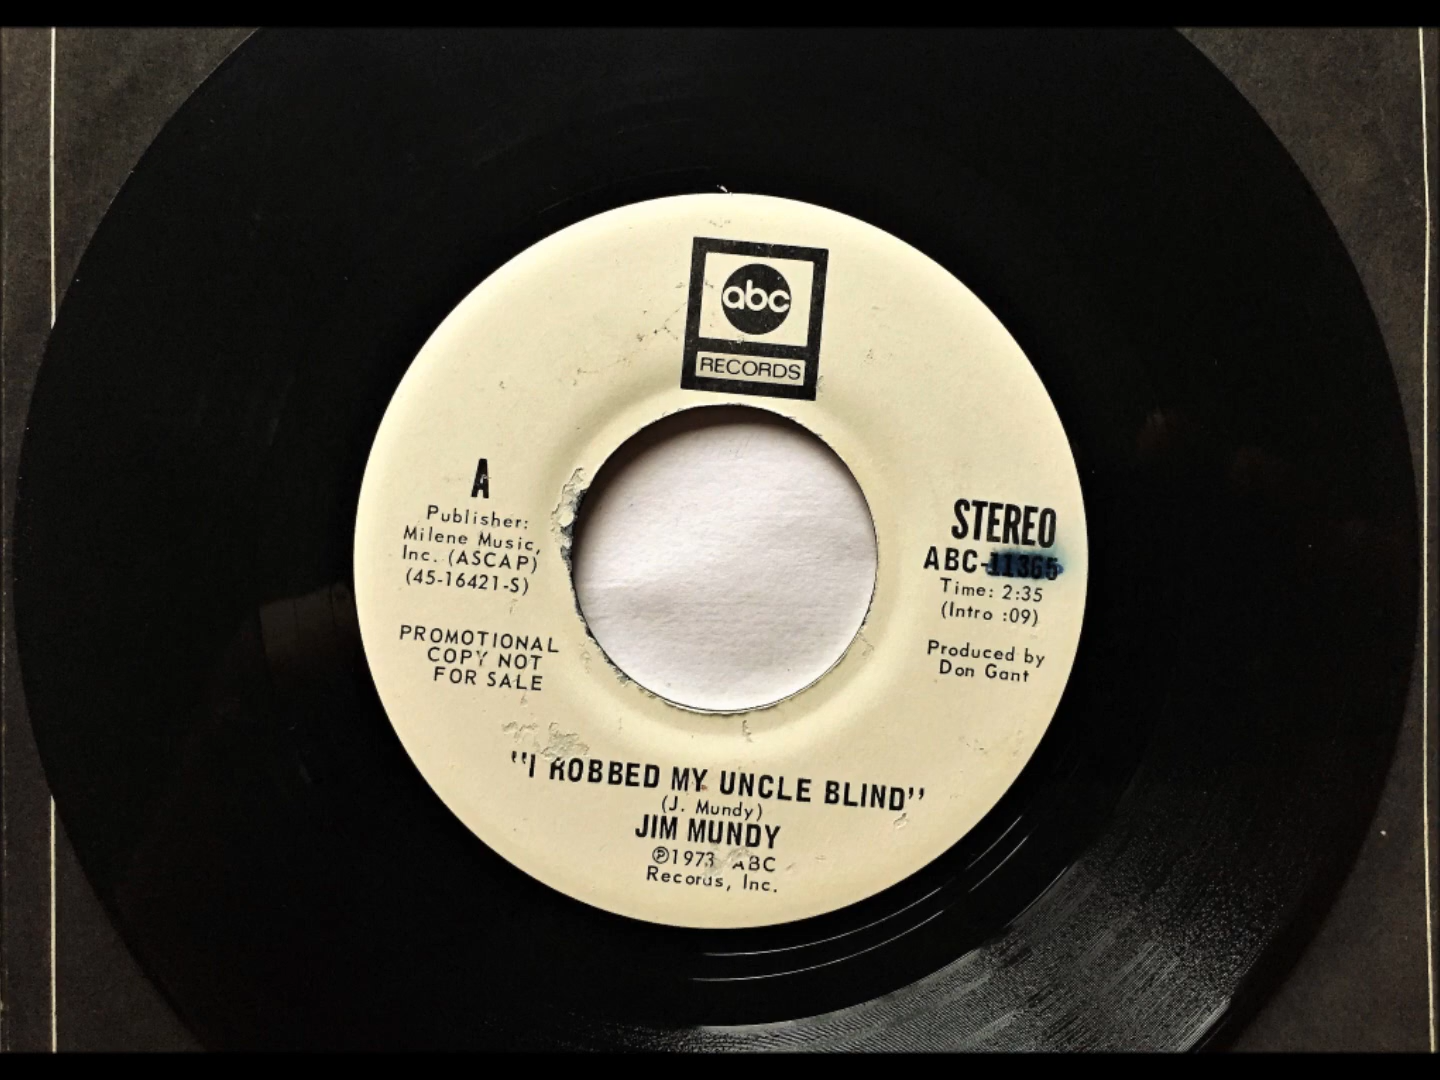 abc
RECORDS
A
Publisher:
Milene Music,
Inc. (ASCAP)
(45-16421-S)
PROMOTIONAL
COPY NOT
FOR SALE
STEREO
ABC-11365
Time: 2:35
(Intro :09)
Produced by
Don Gant
"I ROBBED MY UNCLE BLIND"
(J. Mundy)
JIM MUNDY
℗1973 ABC
Records, Inc.